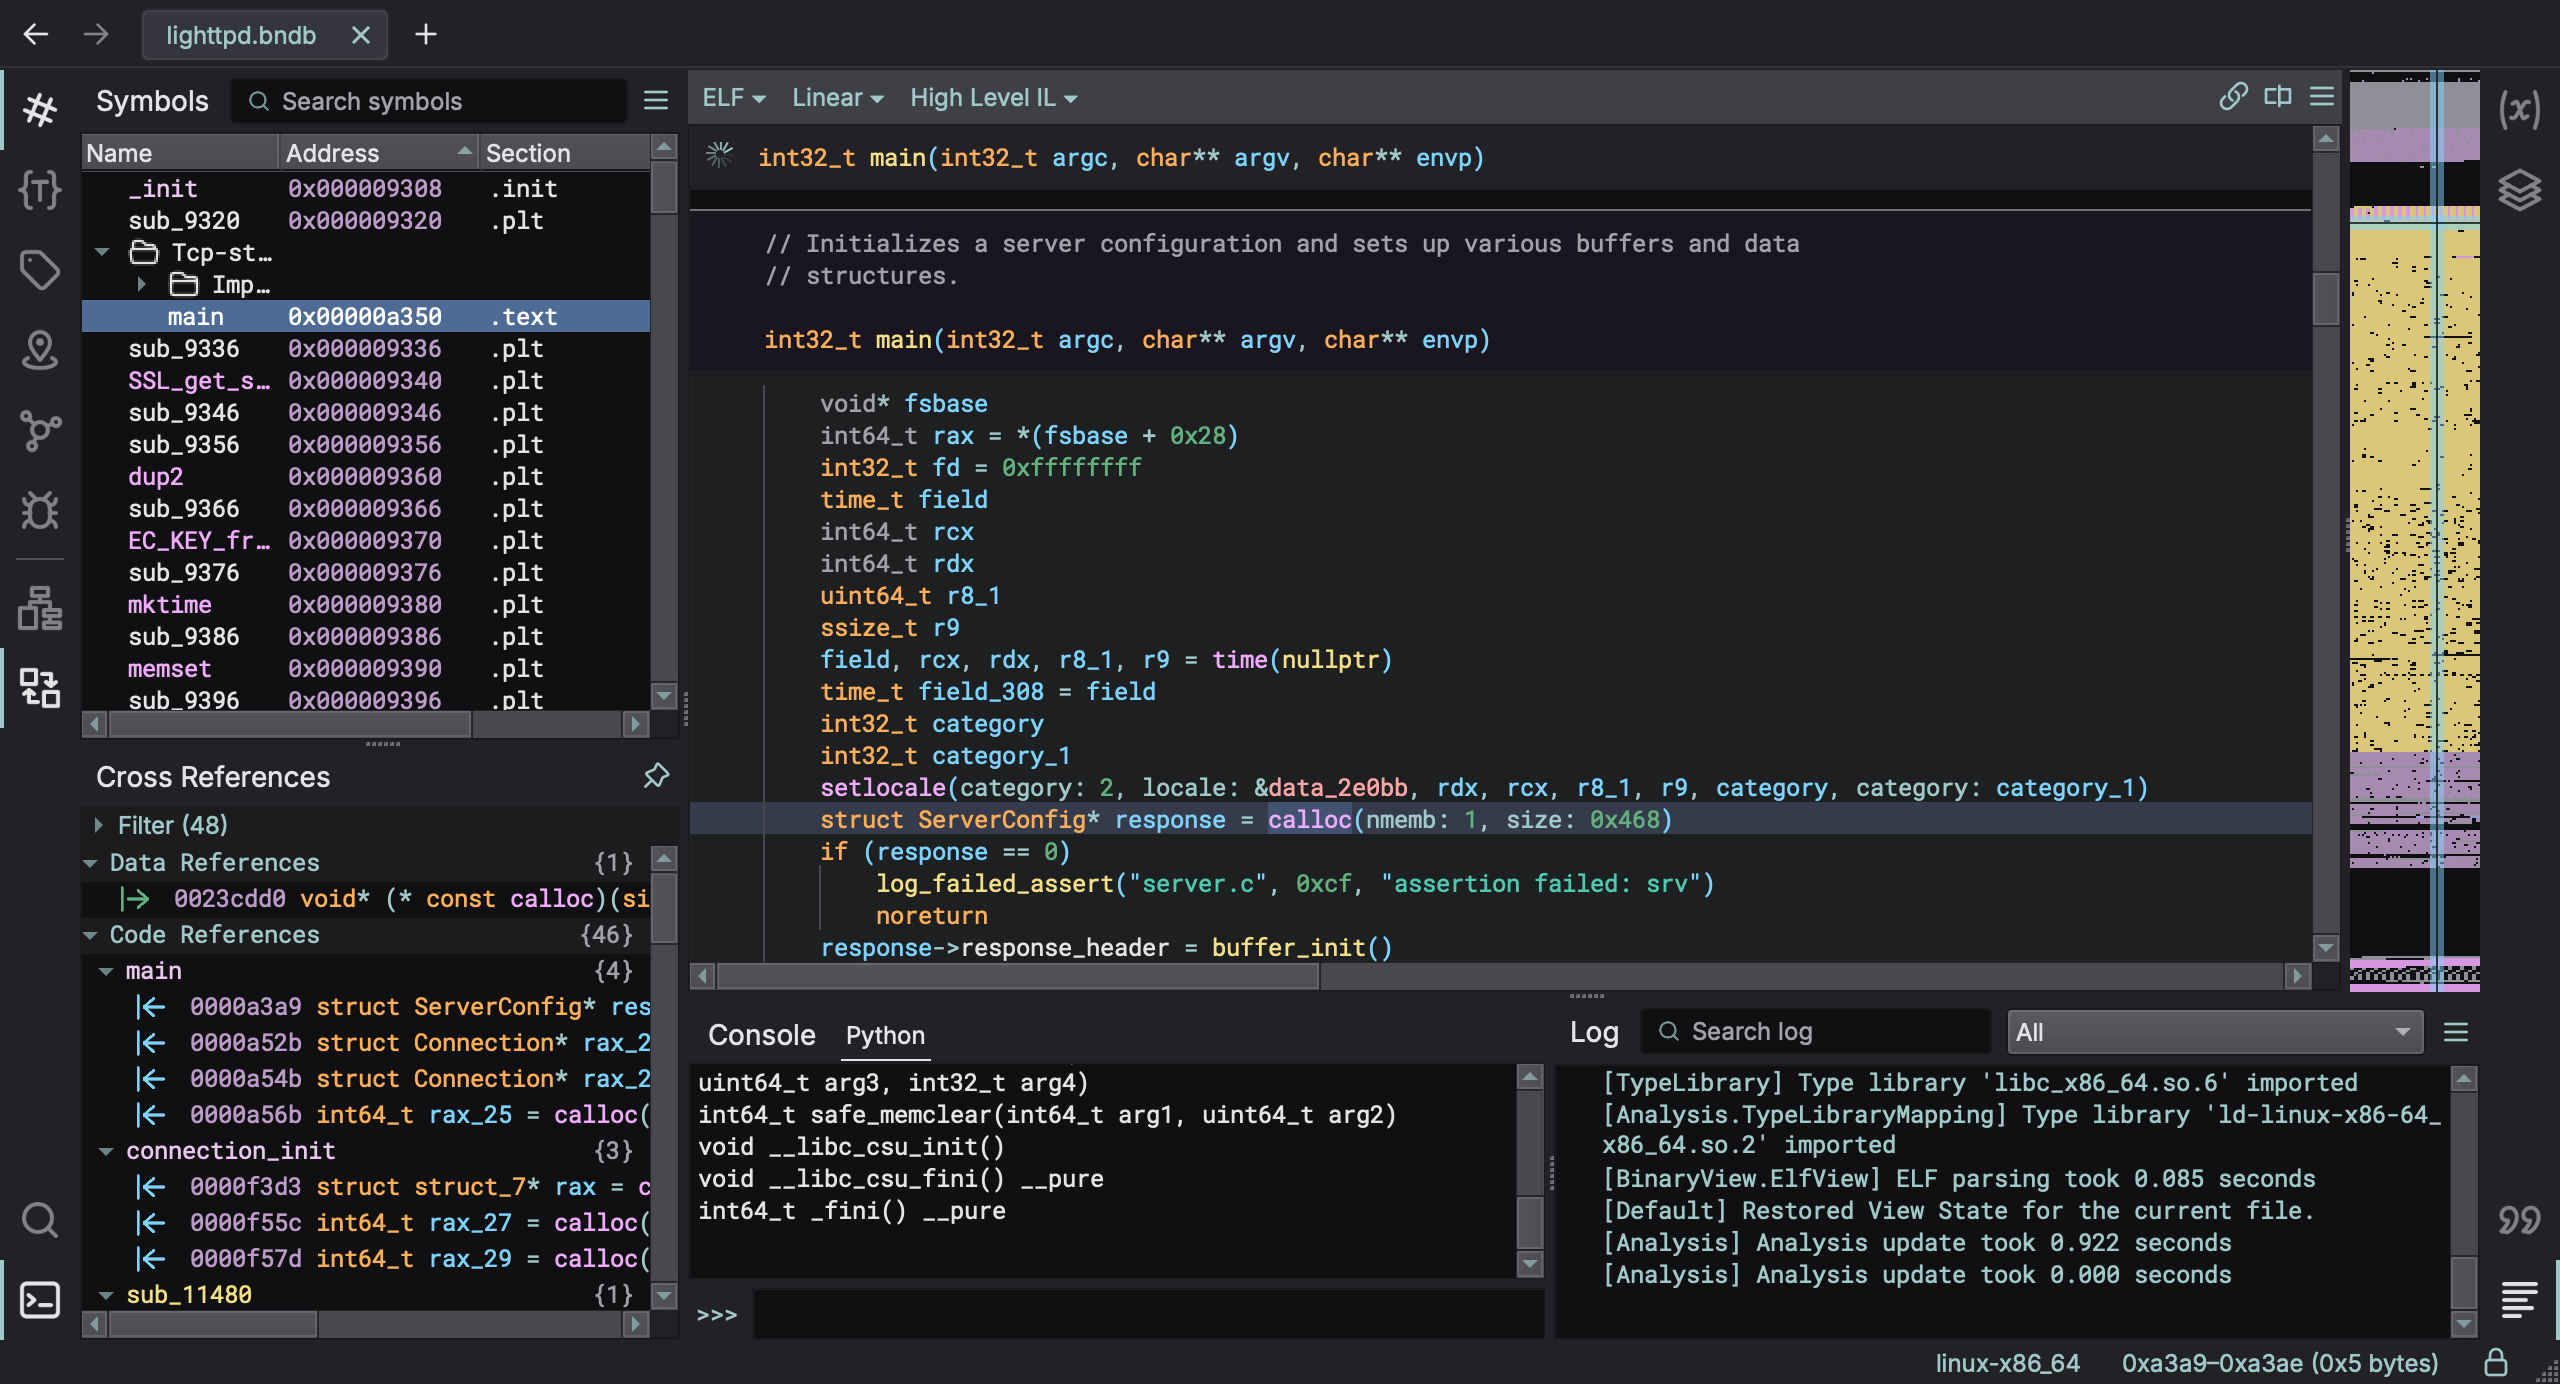 lighttpd.bndb
Symbols
Search symbols
Name Address Section
_init 0x000009308 .init
sub_9320 0x000009320 .plt
Tcp-st…
Imp…
main 0x00000a350 .text
sub_9336 0x000009336 .plt
SSL_get_s… 0x000009340 .plt
sub_9346 0x000009346 .plt
sub_9356 0x000009356 .plt
dup2 0x000009360 .plt
sub_9366 0x000009366 .plt
EC_KEY_fr… 0x000009370 .plt
sub_9376 0x000009376 .plt
mktime 0x000009380 .plt
sub_9386 0x000009386 .plt
memset 0x000009390 .plt
sub_9396 0x000009396 .plt
Cross References
Filter (48)
Data References {1}
0023cdd0 void* (* const calloc)(si
Code References {46}
main {4}
0000a3a9 struct ServerConfig* res
0000a52b struct Connection* rax_2
0000a54b struct Connection* rax_2
0000a56b int64_t rax_25 = calloc(
connection_init {3}
0000f3d3 struct struct_7* rax = c
0000f55c int64_t rax_27 = calloc(
0000f57d int64_t rax_29 = calloc(
sub_11480 {1}
ELF Linear High Level IL
int32_t main(int32_t argc, char** argv, char** envp)
// Initializes a server configuration and sets up various buffers and data
// structures.
int32_t main(int32_t argc, char** argv, char** envp)
void* fsbase
int64_t rax = *(fsbase + 0x28)
int32_t fd = 0xffffffff
time_t field
int64_t rcx
int64_t rdx
uint64_t r8_1
ssize_t r9
field, rcx, rdx, r8_1, r9 = time(nullptr)
time_t field_308 = field
int32_t category
int32_t category_1
setlocale(category: 2, locale: &data_2e0bb, rdx, rcx, r8_1, r9, category, category: category_1)
struct ServerConfig* response = calloc(nmemb: 1, size: 0x468)
if (response == 0)
log_failed_assert("server.c", 0xcf, "assertion failed: srv")
noreturn
response->response_header = buffer_init()
Console Python
uint64_t arg3, int32_t arg4)
int64_t safe_memclear(int64_t arg1, uint64_t arg2)
void __libc_csu_init()
void __libc_csu_fini() __pure
int64_t _fini() __pure
>>>
Log
Search log
All
[TypeLibrary] Type library 'libc_x86_64.so.6' imported
[Analysis.TypeLibraryMapping] Type library 'ld-linux-x86-64_
x86_64.so.2' imported
[BinaryView.ElfView] ELF parsing took 0.085 seconds
[Default] Restored View State for the current file.
[Analysis] Analysis update took 0.922 seconds
[Analysis] Analysis update took 0.000 seconds
linux-x86_64 0xa3a9–0xa3ae (0x5 bytes)